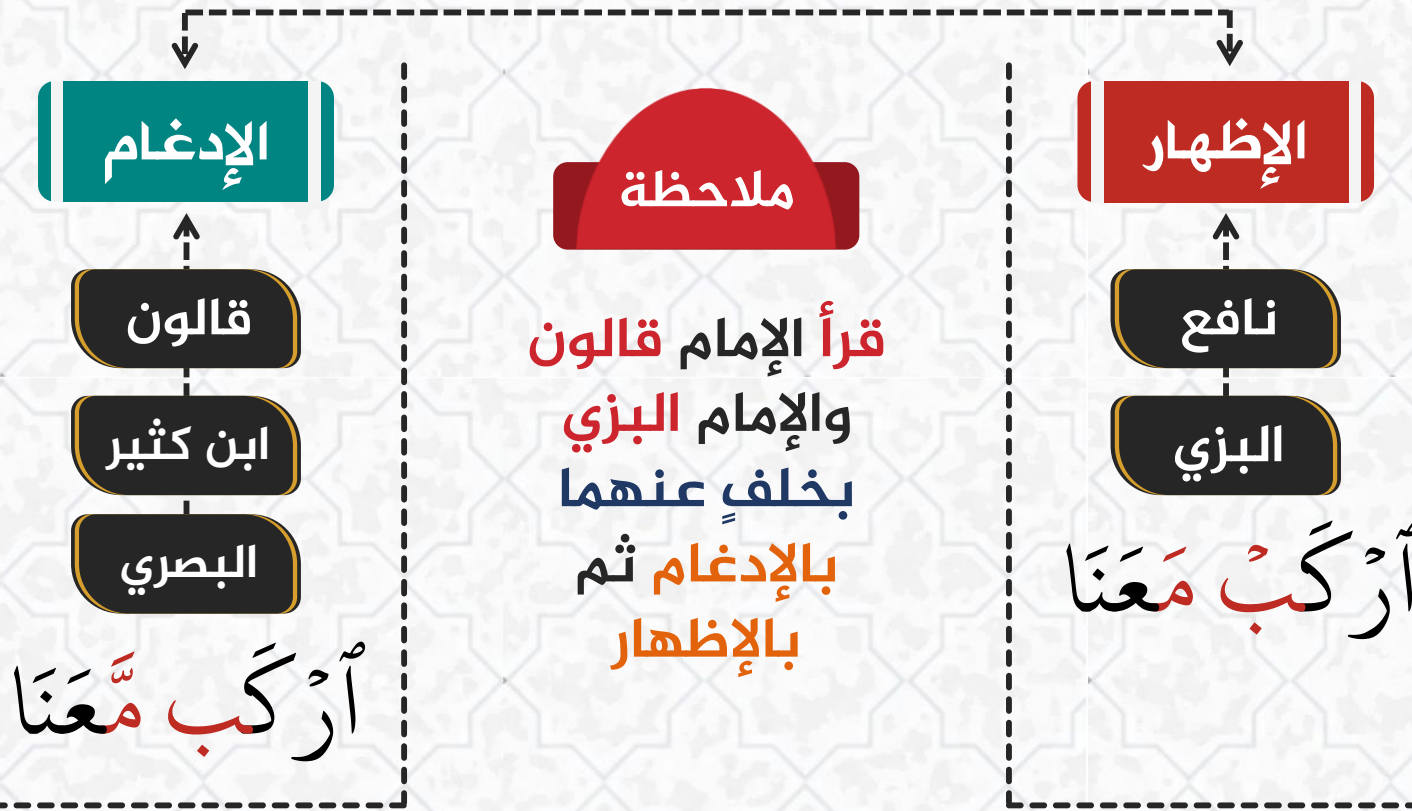 الإظهار
نافع
البزي
ٱرْكَبۡ مَعَنَا
ملاحظة
قرأ الإمام قالون
والإمام البزي
بخلفٍ عنهما
بالإدغام ثم
بالإظهار
الإدغام
قالون
ابن كثير
البصري
ٱرْكَب مَّعَنَا